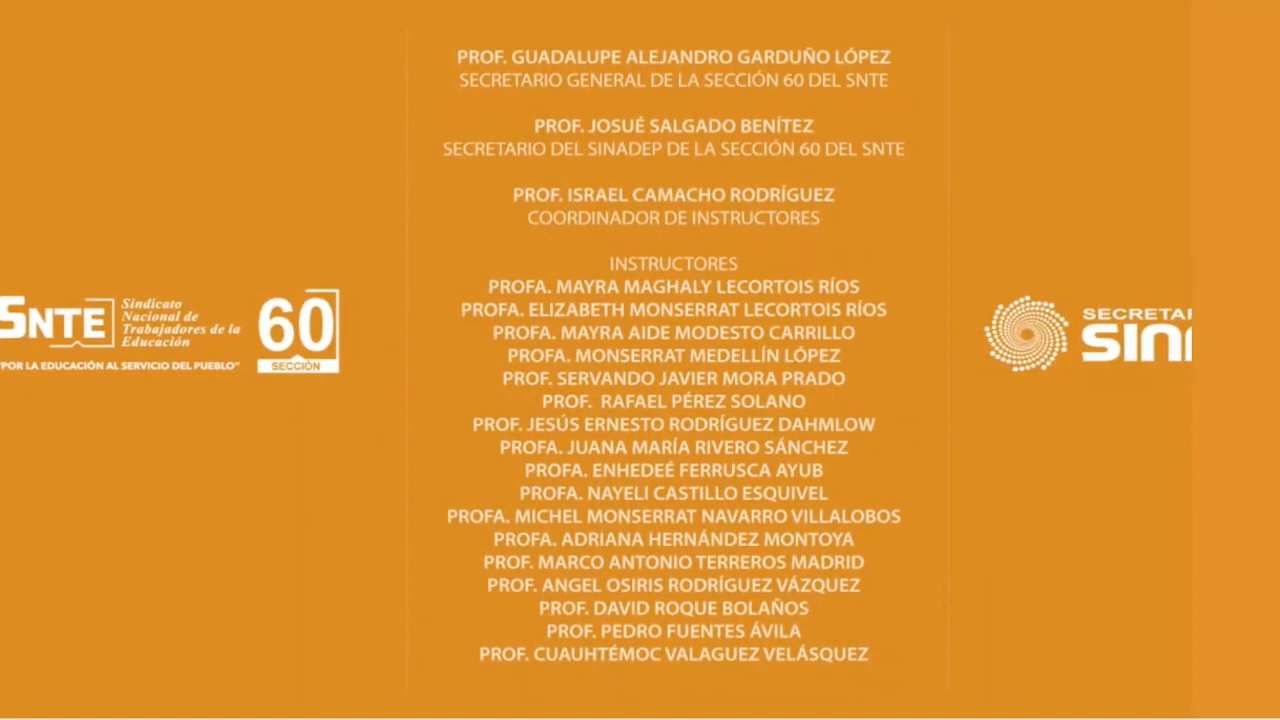 PROF. GUADALUPE ALEJANDRO GARDUÑO LÓPEZ
SECRETARIO GENERAL DE LA SECCIÓN 60 DEL SNTE
PROF. JOSUÉ SALGADO BENÍTEZ
SECRETARIO DEL SINADEP DE LA SECCIÓN 60 DEL SNTE
PROF. ISRAEL CAMACHO RODRÍGUEZ
COORDINADOR DE INSTRUCTORES
INSTRUCTORES
PROFA. MAYRA MAGHALY LECORTOIS RÍOS
PROFA. ELIZABETH MONSERRAT LECORTOIS RÍOS
PROFA. MAYRA AIDE MODESTO CARRILLO
PROFA. MONSERRAT MEDELLÍN LÓPEZ
PROF. SERVANDO JAVIER MORA PRADO
PROF. RAFAEL PÉREZ SOLANO
PROF. JESÚS ERNESTO RODRÍGUEZ DAHMLOW
PROFA. JUANA MARÍA RIVERO SÁNCHEZ
PROFA. ENHEDEÉ FERRUSCA AYUB
PROFA. NAYELI CASTILLO ESQUIVEL
PROFA. MICHEL MONSERRAT NAVARRO VILLALOBOS
PROFA. ADRIANA HERNÁNDEZ MONTOYA
PROF. MARCO ANTONIO TERREROS MADRID
PROF. ANGEL OSIRIS RODRÍGUEZ VÁZQUEZ
PROF. DAVID ROQUE BOLAÑOS
PROF. PEDRO FUENTES ÁVILA
PROF. CUAUHTÉMOC VALAGUEZ VELÁSQUEZ
SNTE
Sindicato
Nacional de
Trabajadores de la
Educación
"POR LA EDUCACIÓN AL SERVICIO DEL PUEBLO"
60
SECCIÓN